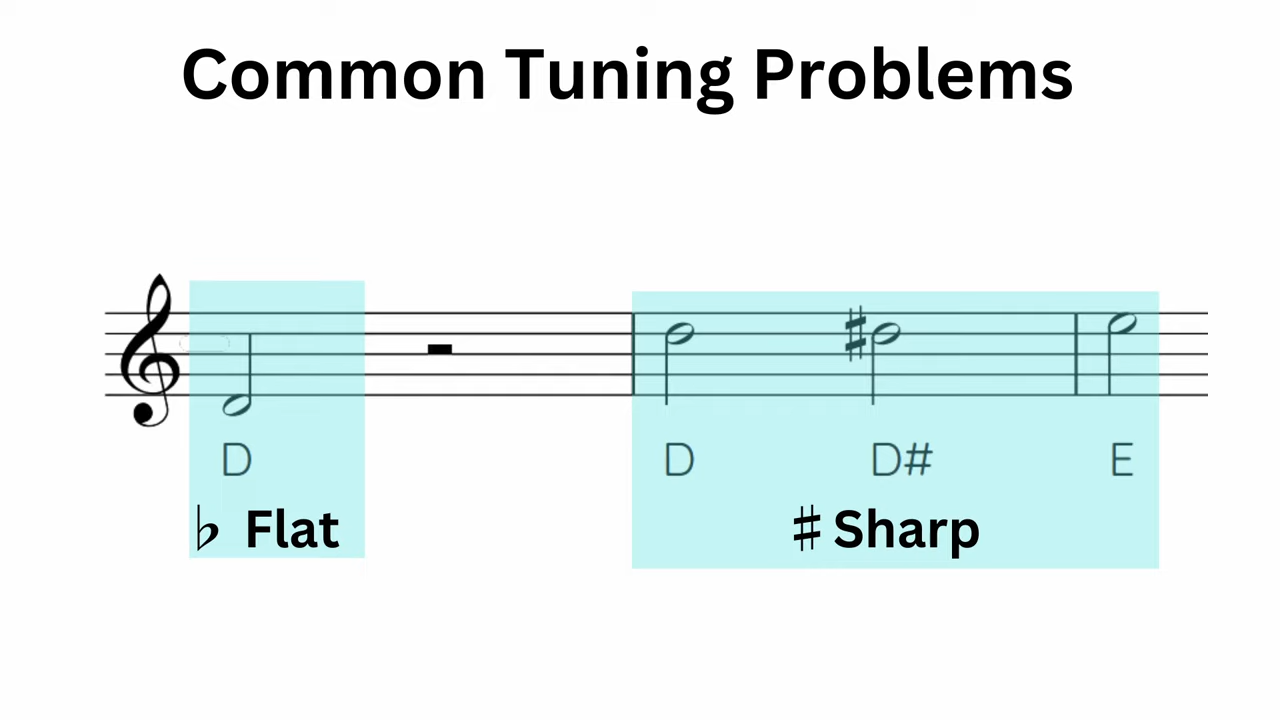 Common Tuning Problems
D D D# E
♭ Flat ♯ Sharp